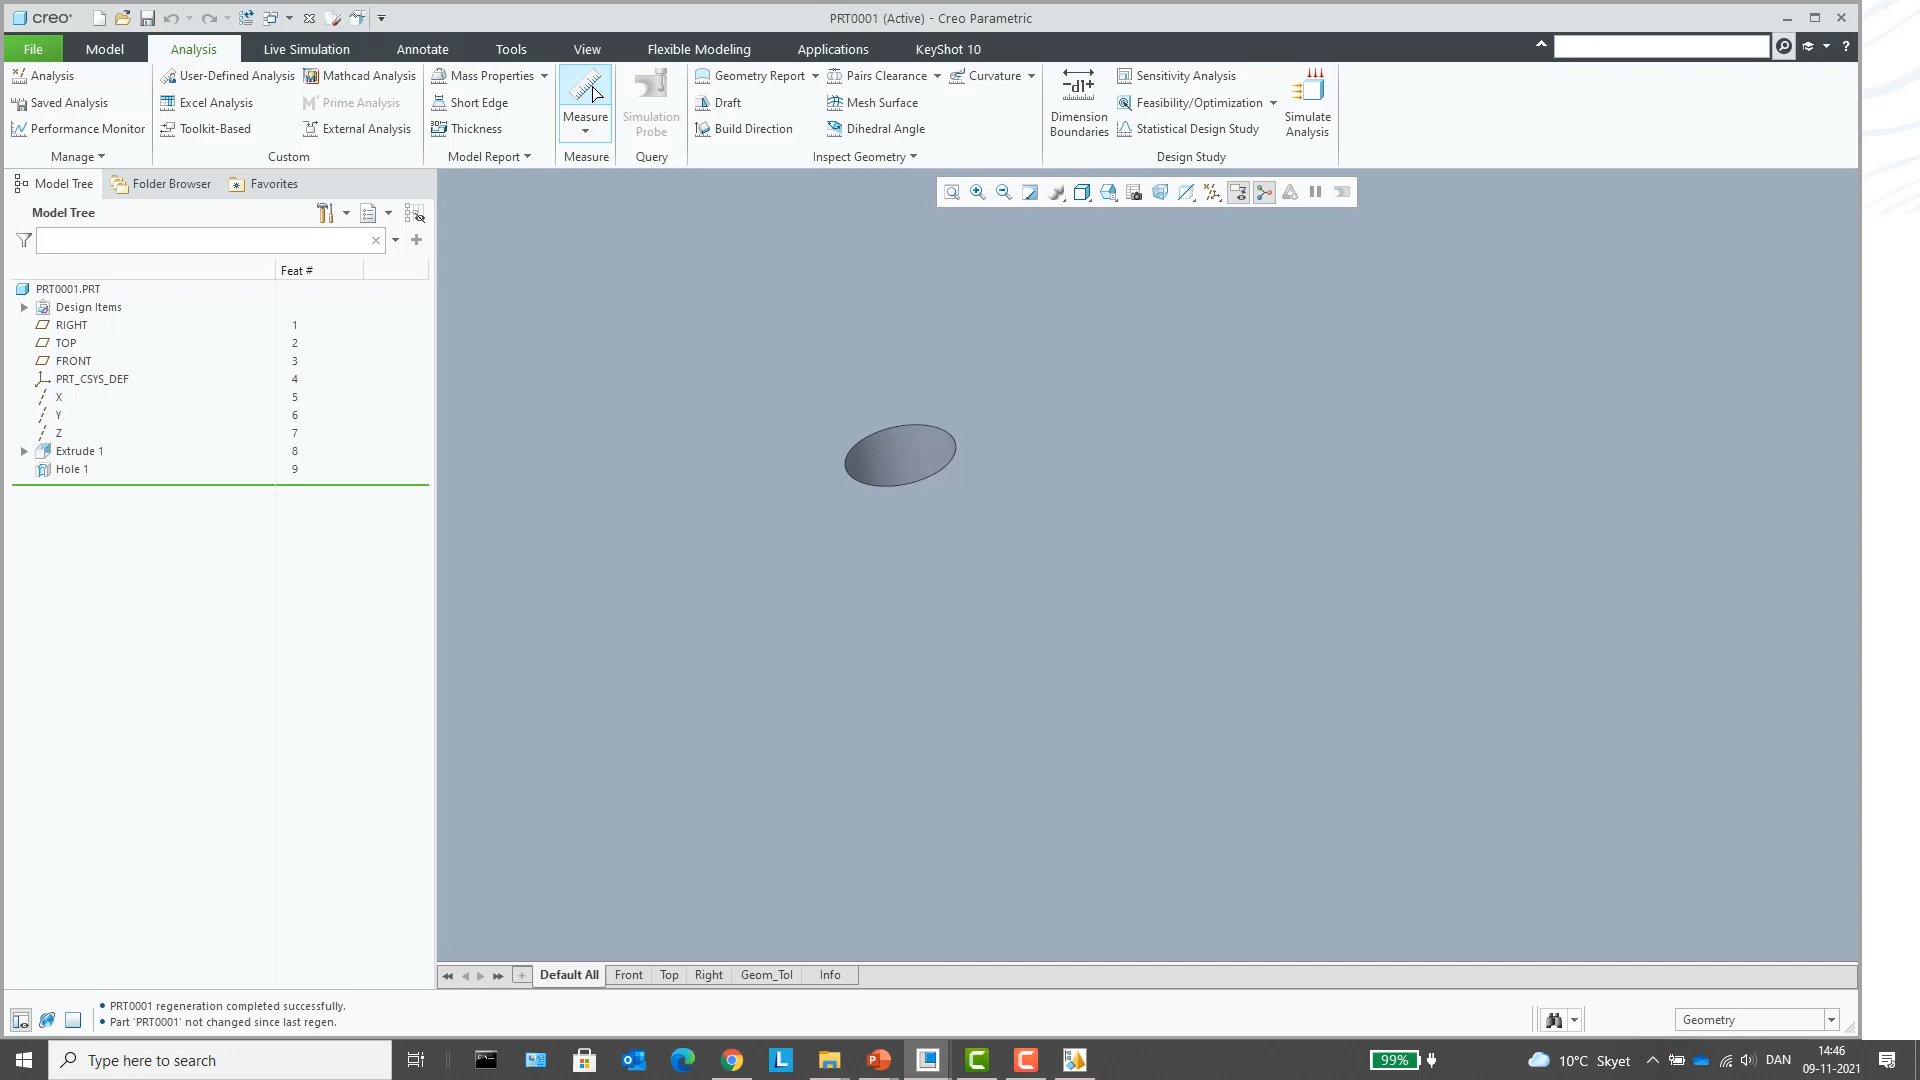 creo
PRT0001 (Active) - Creo Parametric
File
Model
Analysis
Live Simulation
Annotate
Tools
View
Flexible Modeling
Applications
KeyShot 10
Analysis
Saved Analysis
Performance Monitor
Manage
User-Defined Analysis
Excel Analysis
Toolkit-Based
Mathcad Analysis
Prime Analysis
External Analysis
Custom
Mass Properties
Short Edge
Thickness
Model Report
Measure
Measure
Simulation
Probe
Query
Geometry Report
Draft
Build Direction
Pairs Clearance
Mesh Surface
Dihedral Angle
Curvature
Inspect Geometry
Dimension
Boundaries
Sensitivity Analysis
Feasibility/Optimization
Statistical Design Study
Simulate
Analysis
Design Study
Model Tree
Folder Browser
Favorites
Model Tree
Feat #
PRT0001.PRT
Design Items
RIGHT 1
TOP 2
FRONT 3
PRT_CSYS_DEF 4
X 5
Y 6
Z 7
Extrude 1 8
Hole 1 9
Default All
Front
Top
Right
Geom_Tol
Info
• PRT0001 regeneration completed successfully.
• Part 'PRT0001' not changed since last regen.
Geometry
Type here to search
99%
10°C Skyet
DAN
14:46
09-11-2021